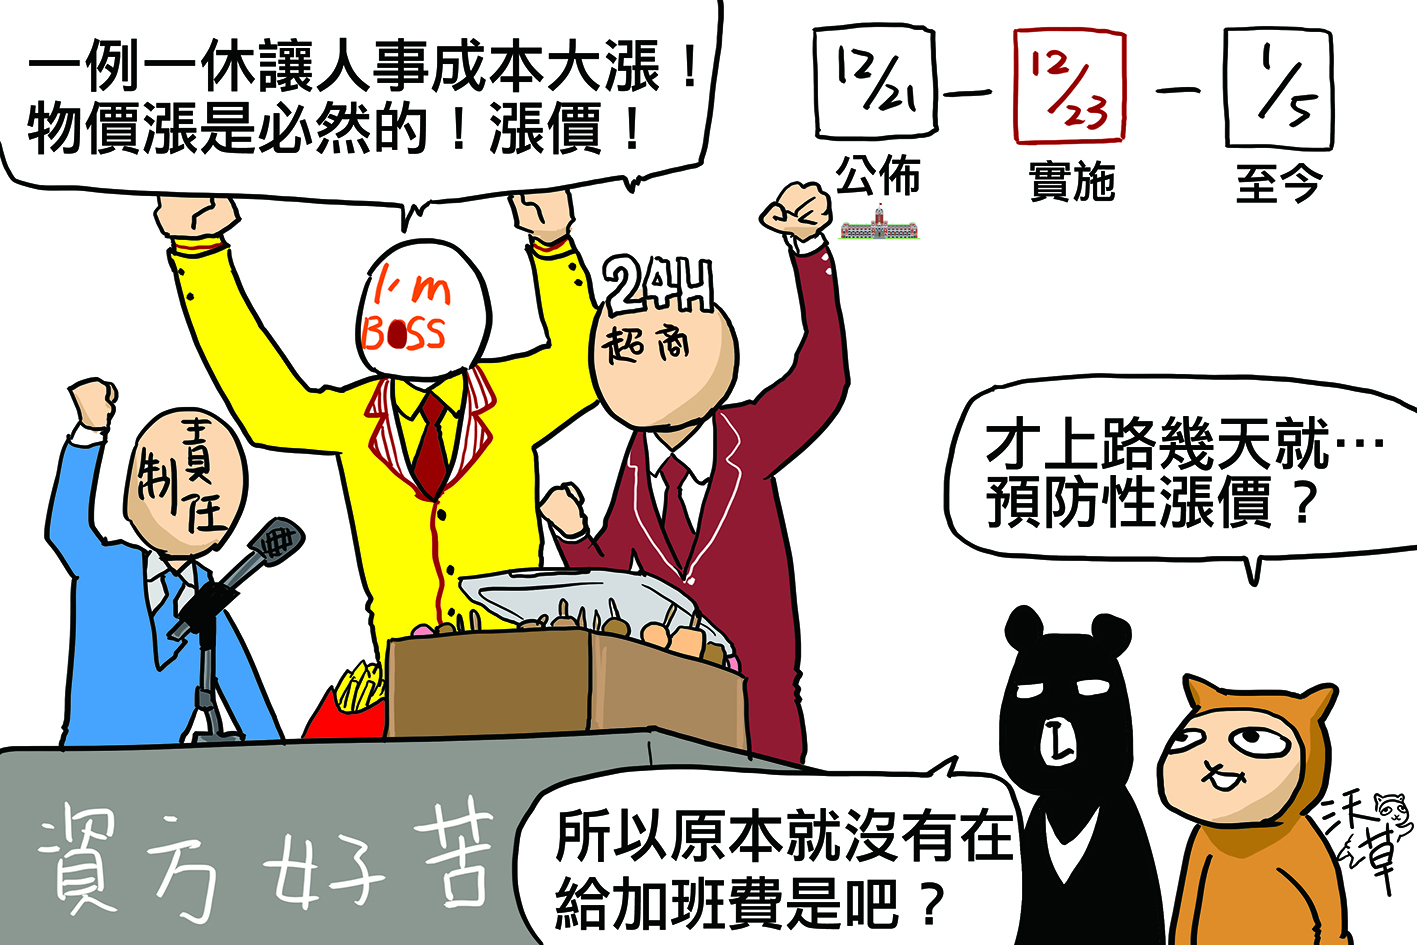 一例一休讓人事成本大漲！
物價漲是必然的！漲價！
12/21
公佈
12/23
實施
1/5
至今
I'm
BOSS
24H
超商
責任
制
才上路幾天就…
預防性漲價？
所以原本就沒有在
給加班費是吧？
資方好苦
沃草